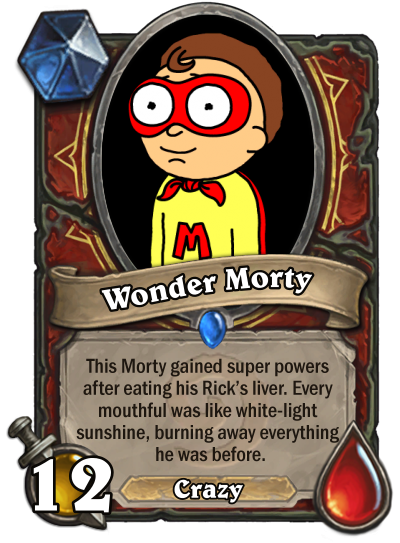 M
Wonder Morty
This Morty gained super powers
after eating his Rick's liver. Every
mouthful was like white-light
sunshine, burning away everything
he was before.
12
Crazy